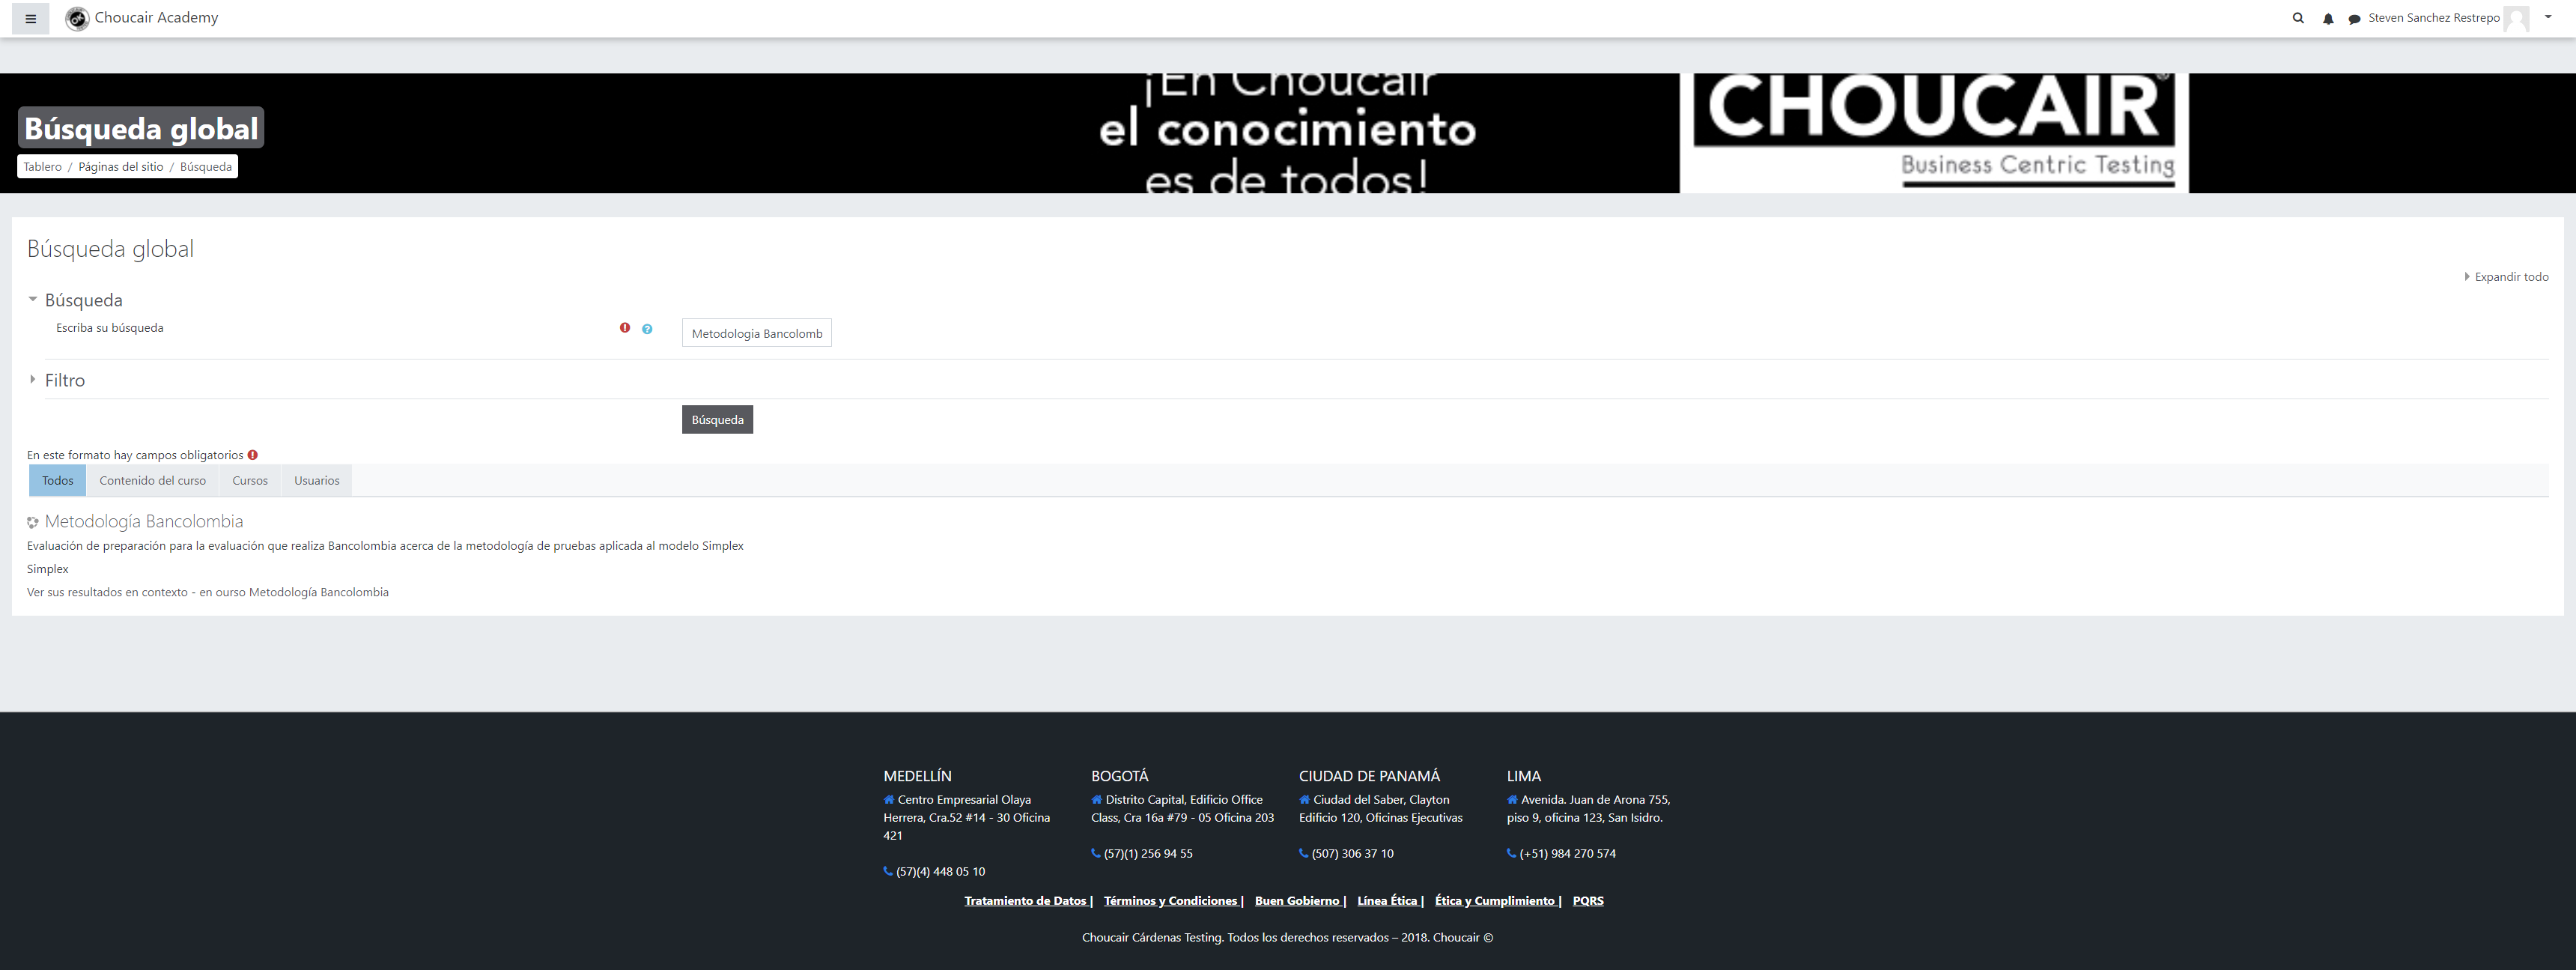 Choucair Academy
Steven Sanchez Restrepo
¡En Choucair
el conocimiento
es de todos!
CHOUCAIR®
Business Centric Testing
Búsqueda global
Tablero / Páginas del sitio / Búsqueda
Búsqueda global
Expandir todo
Búsqueda
Escriba su búsqueda
Metodologia Bancolomb
Filtro
Búsqueda
En este formato hay campos obligatorios
Todos
Contenido del curso
Cursos
Usuarios
Metodología Bancolombia
Evaluación de preparación para la evaluación que realiza Bancolombia acerca de la metodología de pruebas aplicada al modelo Simplex
Simplex
Ver sus resultados en contexto - en ourso Metodología Bancolombia
MEDELLÍN
Centro Empresarial Olaya
Herrera, Cra.52 #14 - 30 Oficina
421
(57)(4) 448 05 10
BOGOTÁ
Distrito Capital, Edificio Office
Class, Cra 16a #79 - 05 Oficina 203
(57)(1) 256 94 55
CIUDAD DE PANAMÁ
Ciudad del Saber, Clayton
Edificio 120, Oficinas Ejecutivas
(507) 306 37 10
LIMA
Avenida. Juan de Arona 755,
piso 9, oficina 123, San Isidro.
(+51) 984 270 574
Tratamiento de Datos | Términos y Condiciones | Buen Gobierno | Línea Ética | Ética y Cumplimiento | PQRS
Choucair Cárdenas Testing. Todos los derechos reservados – 2018. Choucair ©